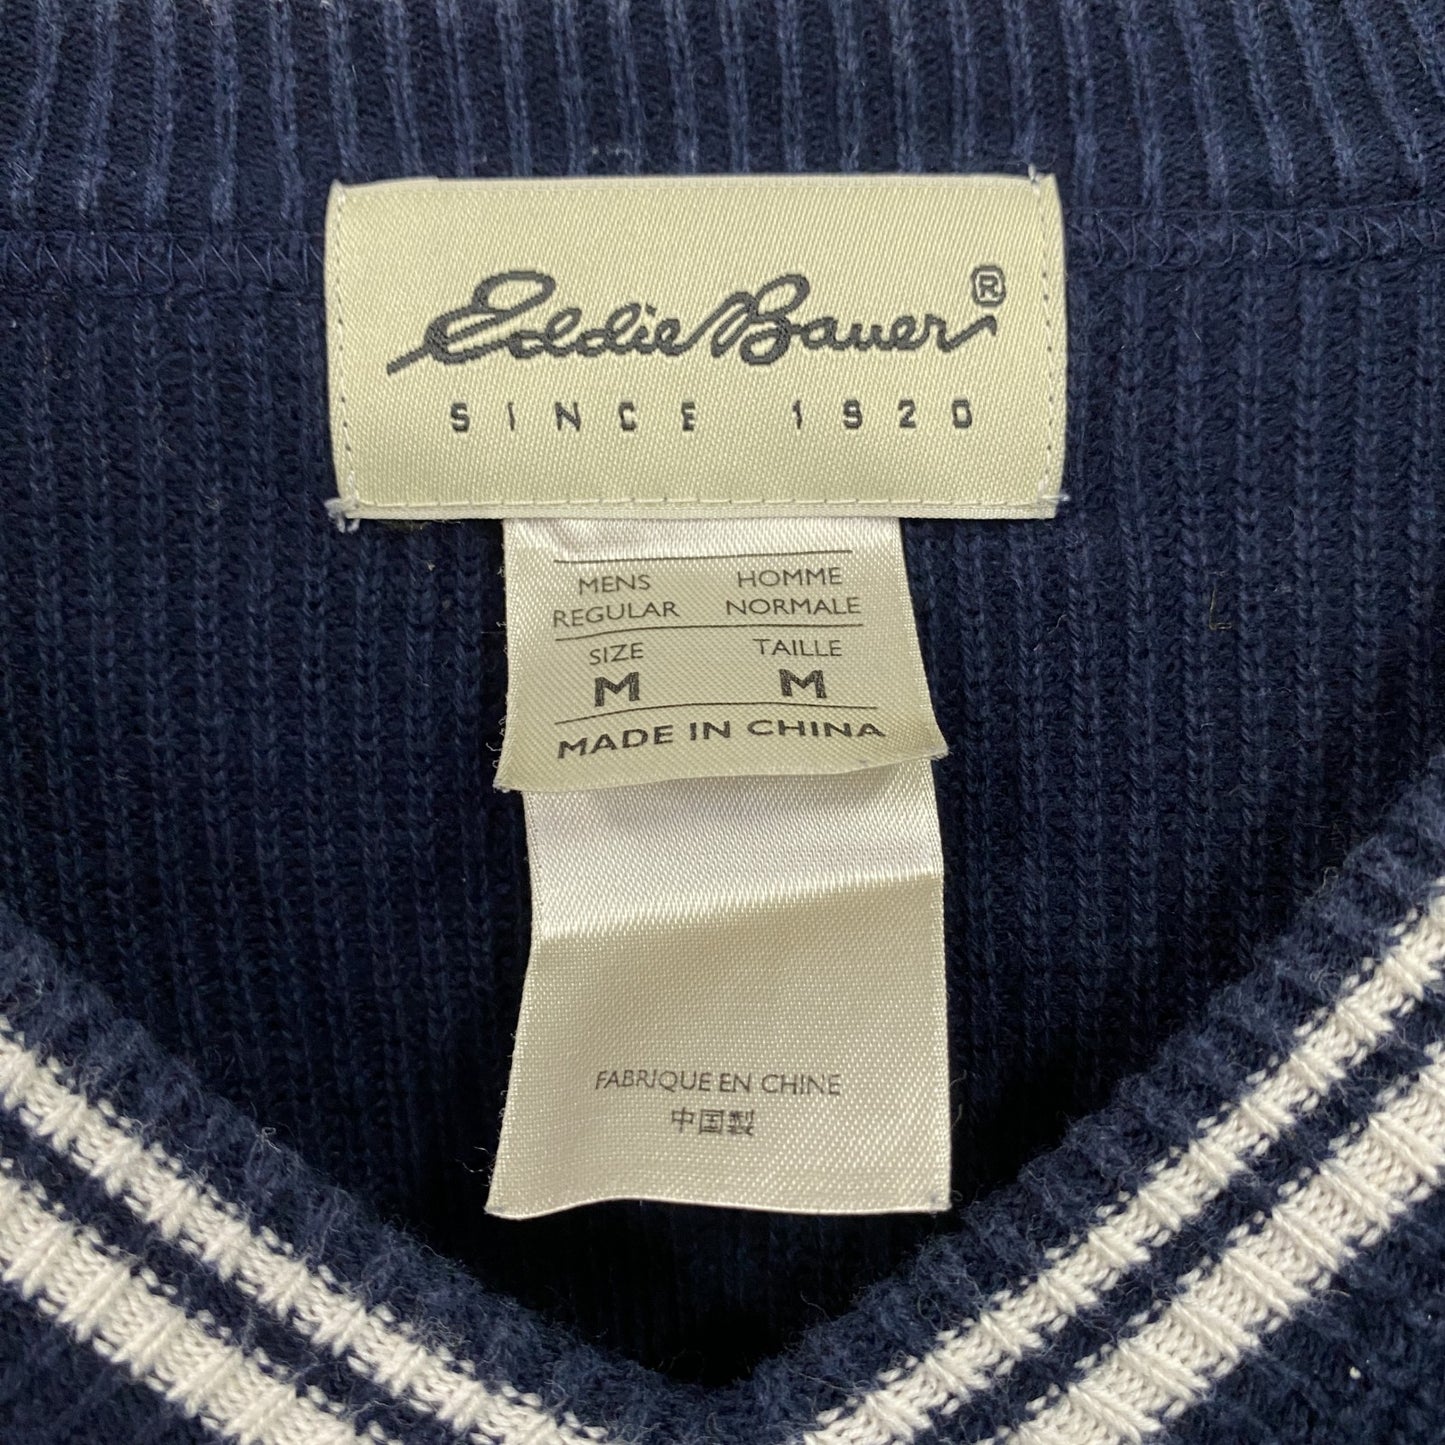 Eddie Bauer®
SINCE 1920
MENS HOMME
REGULAR NORMALE
SIZE TAILLE
M M
MADE IN CHINA
FABRIQUE EN CHINE
中国製